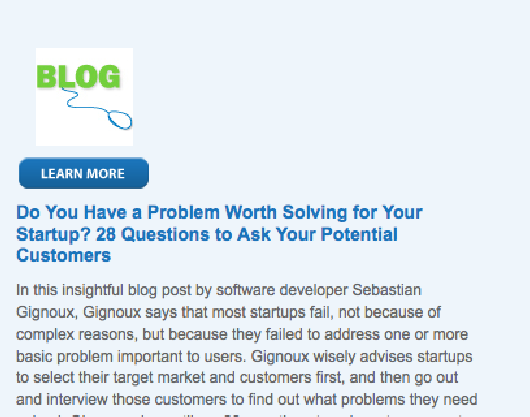 BLOG
LEARN MORE
Do You Have a Problem Worth Solving for Your
Startup? 28 Questions to Ask Your Potential
Customers
In this insightful blog post by software developer Sebastian
Gignoux, Gignoux says that most startups fail, not because of
complex reasons, but because they failed to address one or more
basic problem important to users. Gignoux wisely advises startups
to select their target market and customers first, and then go out
and interview those customers to find out what problems they need